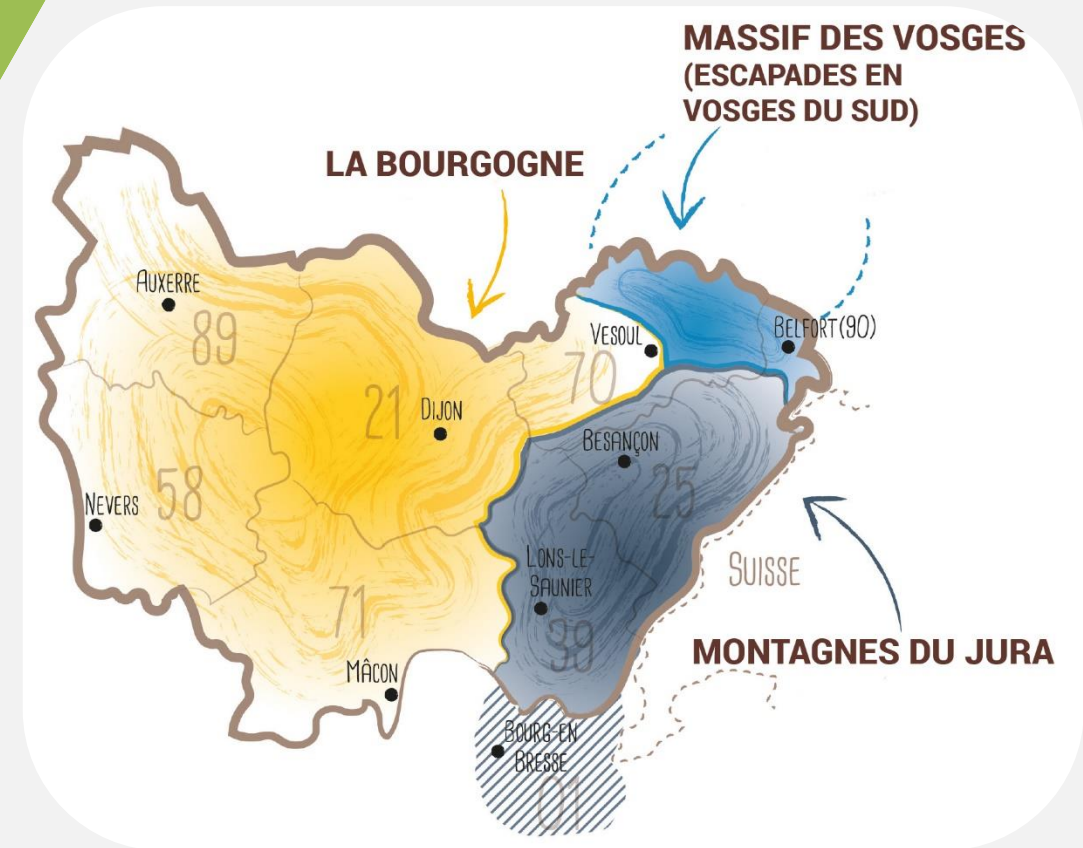 MASSIF DES VOSGES
(ESCAPADES EN
VOSGES DU SUD)
LA BOURGOGNE
AUXERRE
89
VESOUL
BELFORT(90)
70
21
DIJON
BESANÇON
25
58
NEVERS
LONS-LE-
SAUNIER
SUISSE
71
39
MONTAGNES DU JURA
MÂCON
BOURG-EN
BRESSE
01